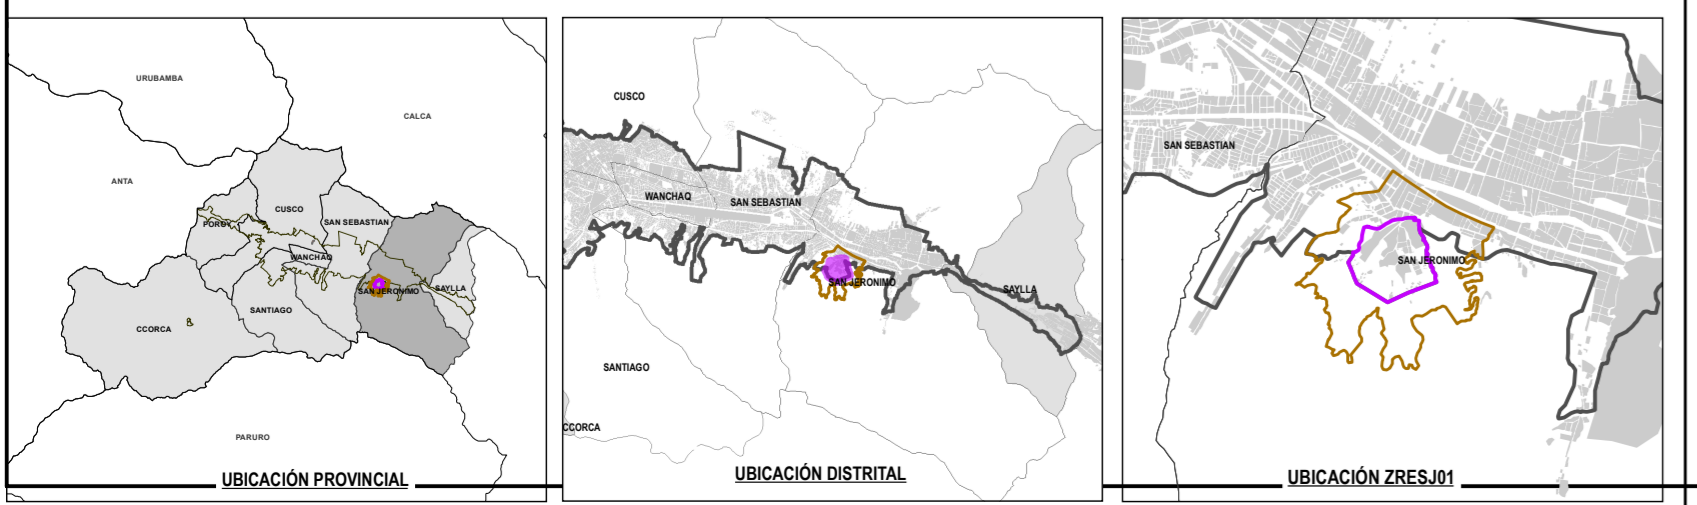 URUBAMBA
CALCA
ANTA
CUSCO
POROY
SAN SEBASTIAN
WANCHAQ
SAN JERONIMO
SAYLLA
SANTIAGO
CCORCA
PARURO
UBICACIÓN PROVINCIAL
CUSCO
WANCHAQ
SAN SEBASTIAN
SAN JERONIMO
SAYLLA
SANTIAGO
CCORCA
UBICACIÓN DISTRITAL
SAN SEBASTIAN
SAN JERONIMO
UBICACIÓN ZRESJ01